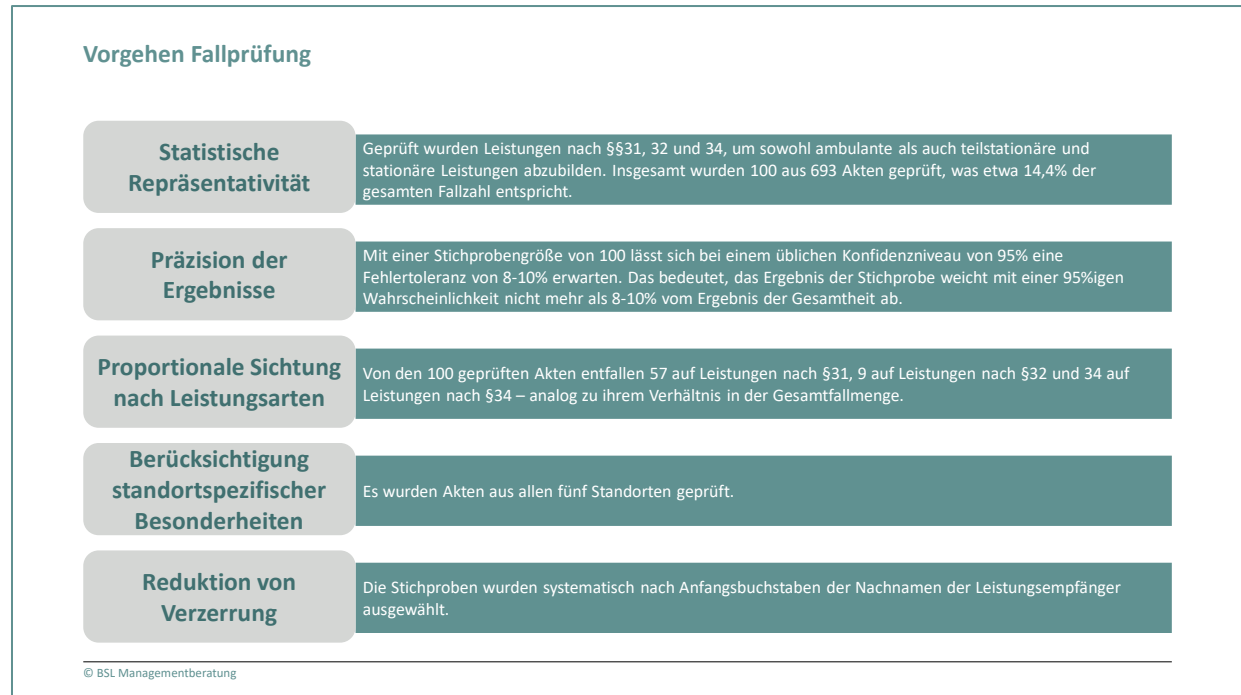 Vorgehen Fallprüfung
Statistische
Repräsentativität
Geprüft wurden Leistungen nach §§31, 32 und 34, um sowohl ambulante als auch teilstationäre und
stationäre Leistungen abzubilden. Insgesamt wurden 100 aus 693 Akten geprüft, was etwa 14,4% der
gesamten Fallzahl entspricht.
Präzision der
Ergebnisse
Mit einer Stichprobengröße von 100 lässt sich bei einem üblichen Konfidenzniveau von 95% eine
Fehlertoleranz von 8-10% erwarten. Das bedeutet, das Ergebnis der Stichprobe weicht mit einer 95%igen
Wahrscheinlichkeit nicht mehr als 8-10% vom Ergebnis der Gesamtheit ab.
Proportionale Sichtung
nach Leistungsarten
Von den 100 geprüften Akten entfallen 57 auf Leistungen nach §31, 9 auf Leistungen nach §32 und 34 auf
Leistungen nach §34 – analog zu ihrem Verhältnis in der Gesamtfallmenge.
Berücksichtigung
standortspezifischer
Besonderheiten
Es wurden Akten aus allen fünf Standorten geprüft.
Reduktion von
Verzerrung
Die Stichproben wurden systematisch nach Anfangsbuchstaben der Nachnamen der Leistungsempfänger
ausgewählt.
© BSL Managementberatung